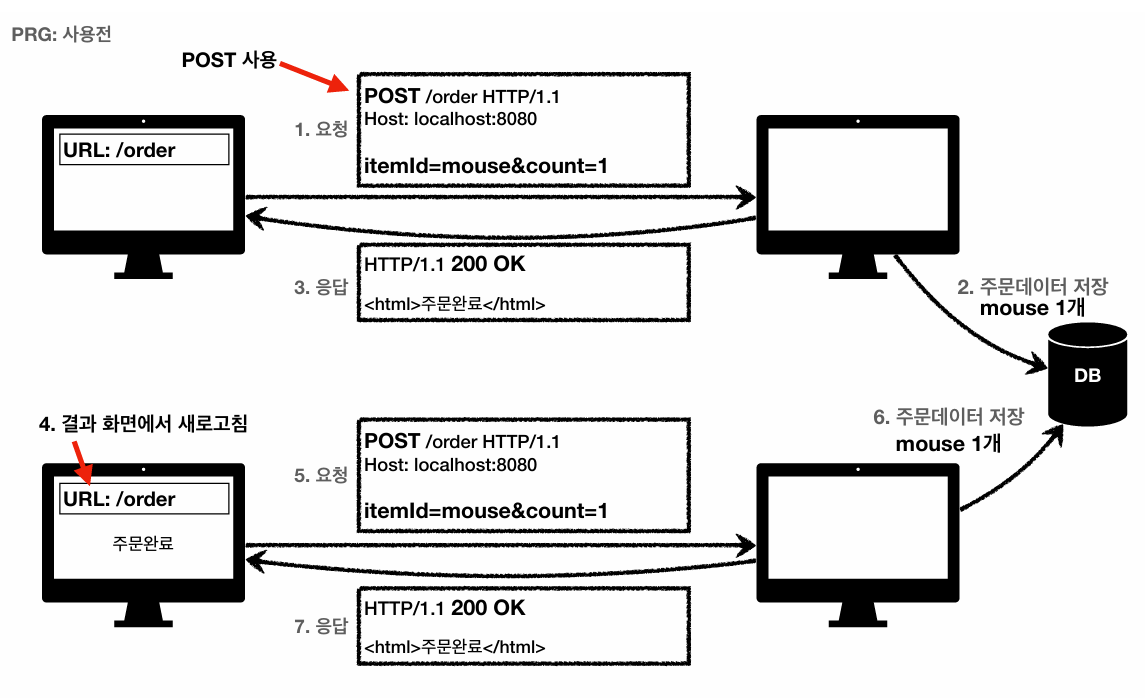 PRG: 사용전
POST 사용
1. 요청
POST /order HTTP/1.1
Host: localhost:8080
itemId=mouse&count=1
URL: /order
3. 응답
HTTP/1.1 200 OK
<html>주문완료</html>
2. 주문데이터 저장
mouse 1개
DB
4. 결과 화면에서 새로고침
URL: /order
주문완료
5. 요청
POST /order HTTP/1.1
Host: localhost:8080
itemId=mouse&count=1
6. 주문데이터 저장
mouse 1개
7. 응답
HTTP/1.1 200 OK
<html>주문완료</html>